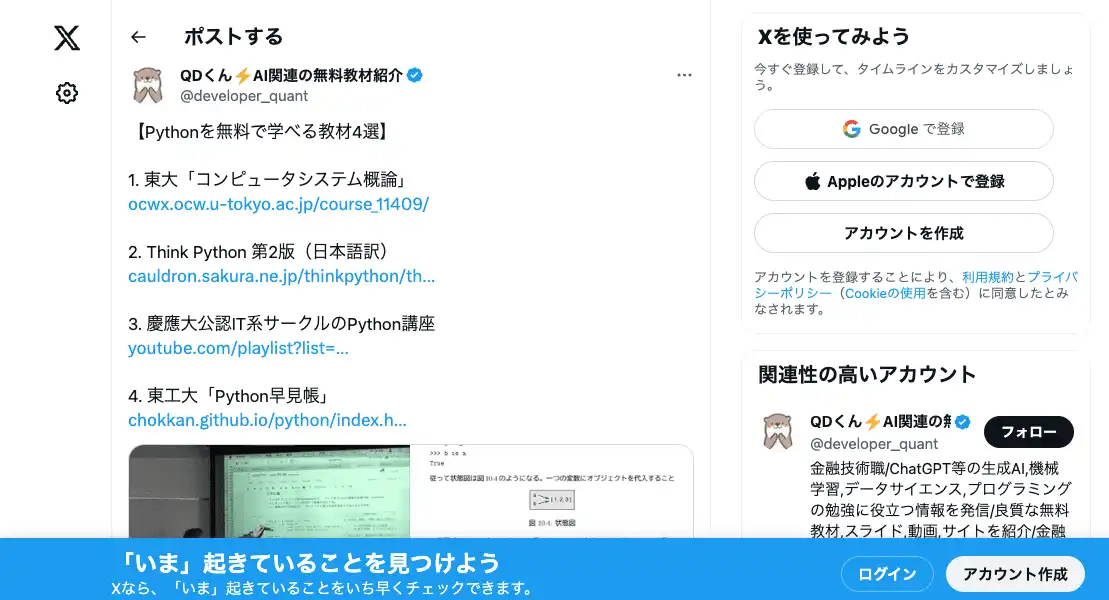 ポストする
QDくん⚡AI関連の無料教材紹介
@developer_quant
【Pythonを無料で学べる教材4選】
1. 東大「コンピュータシステム概論」
ocwx.ocw.u-tokyo.ac.jp/course_11409/
2. Think Python 第2版（日本語訳）
cauldron.sakura.ne.jp/thinkpython/th...
3. 慶應大公認IT系サークルのPython講座
youtube.com/playlist?list=...
4. 東工大「Python早見帳」
chokkan.github.io/python/index.h...
>>> b is a
True
従って状態図は図 10.4 のようになる。一つの変数にオブジェクトを代入すること
[1, 2, 3]
図 10.4: 状態図
Xを使ってみよう
今すぐ登録して、タイムラインをカスタマイズしましょ
う。
Google で登録
Appleのアカウントで登録
アカウントを作成
アカウントを登録することにより、利用規約とプライバ
シーポリシー（Cookieの使用を含む）に同意したとみ
なされます。
関連性の高いアカウント
QDくん⚡AI関連の無
@developer_quant
フォロー
金融技術職/ChatGPT等の生成AI,機械
学習,データサイエンス,プログラミング
の勉強に役立つ情報を発信/良質な無料
教材,スライド,動画,サイトを紹介/金融
「いま」起きていることを見つけよう
Xなら、「いま」起きていることをいち早くチェックできます。
ログイン
アカウント作成